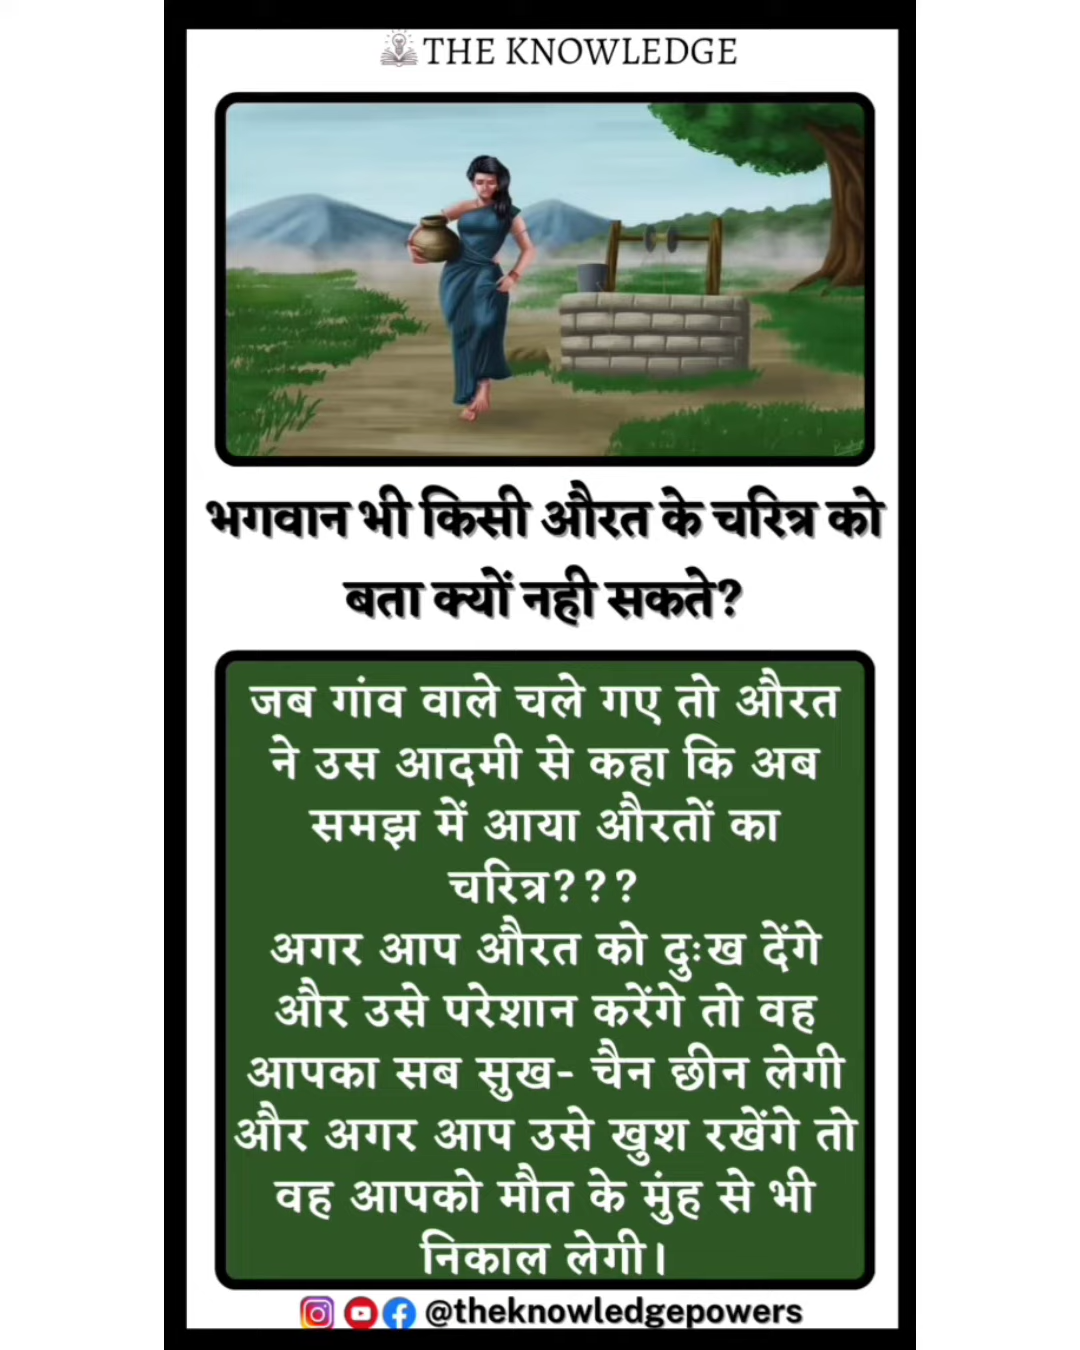 THE KNOWLEDGE
भगवान भी किसी औरत के चरित्र को
बता क्यों नही सकते?
जब गांव वाले चले गए तो औरत
ने उस आदमी से कहा कि अब
समझ में आया औरतों का
चरित्र???
अगर आप औरत को दुःख देंगे
और उसे परेशान करेंगे तो वह
आपका सब सुख- चैन छीन लेगी
और अगर आप उसे खुश रखेंगे तो
वह आपको मौत के मुंह से भी
निकाल लेगी।
@theknowledgepowers